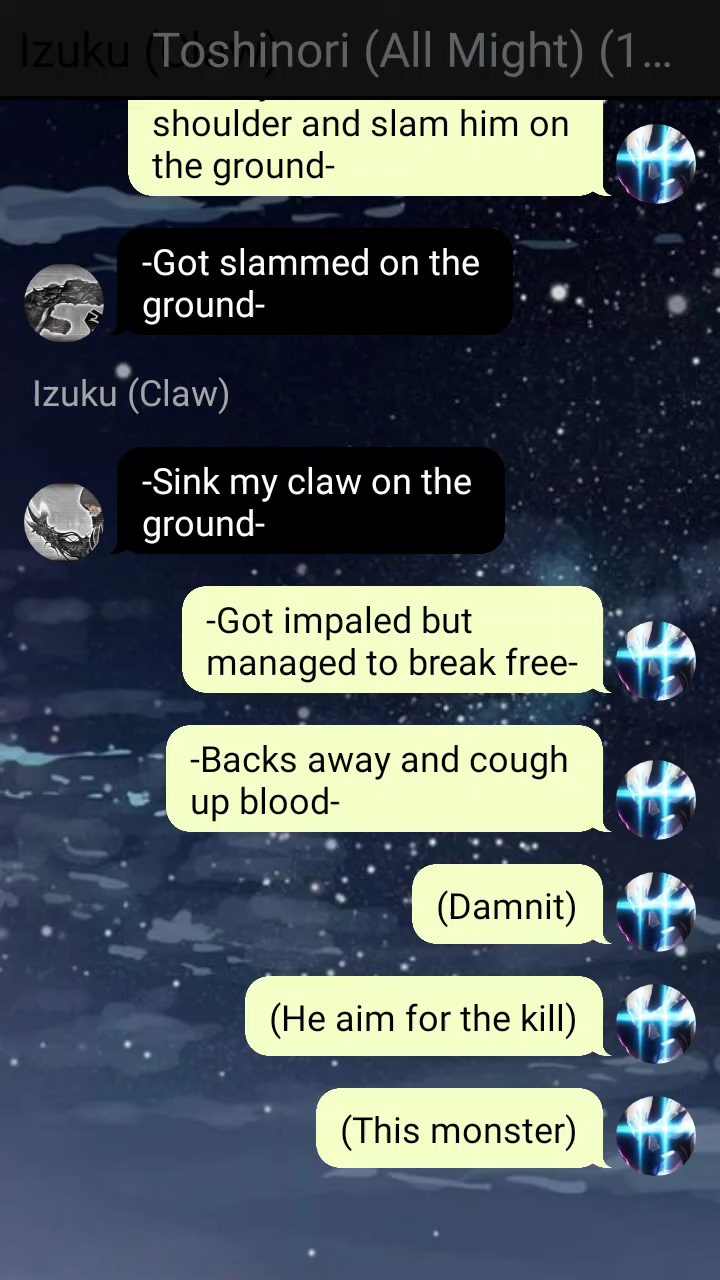 Izuku (Claw)
Toshinori (All Might) (1...
shoulder and slam him on
the ground-
-Got slammed on the
ground-
Izuku (Claw)
-Sink my claw on the
ground-
-Got impaled but
managed to break free-
-Backs away and cough
up blood-
(Damnit)
(He aim for the kill)
(This monster)